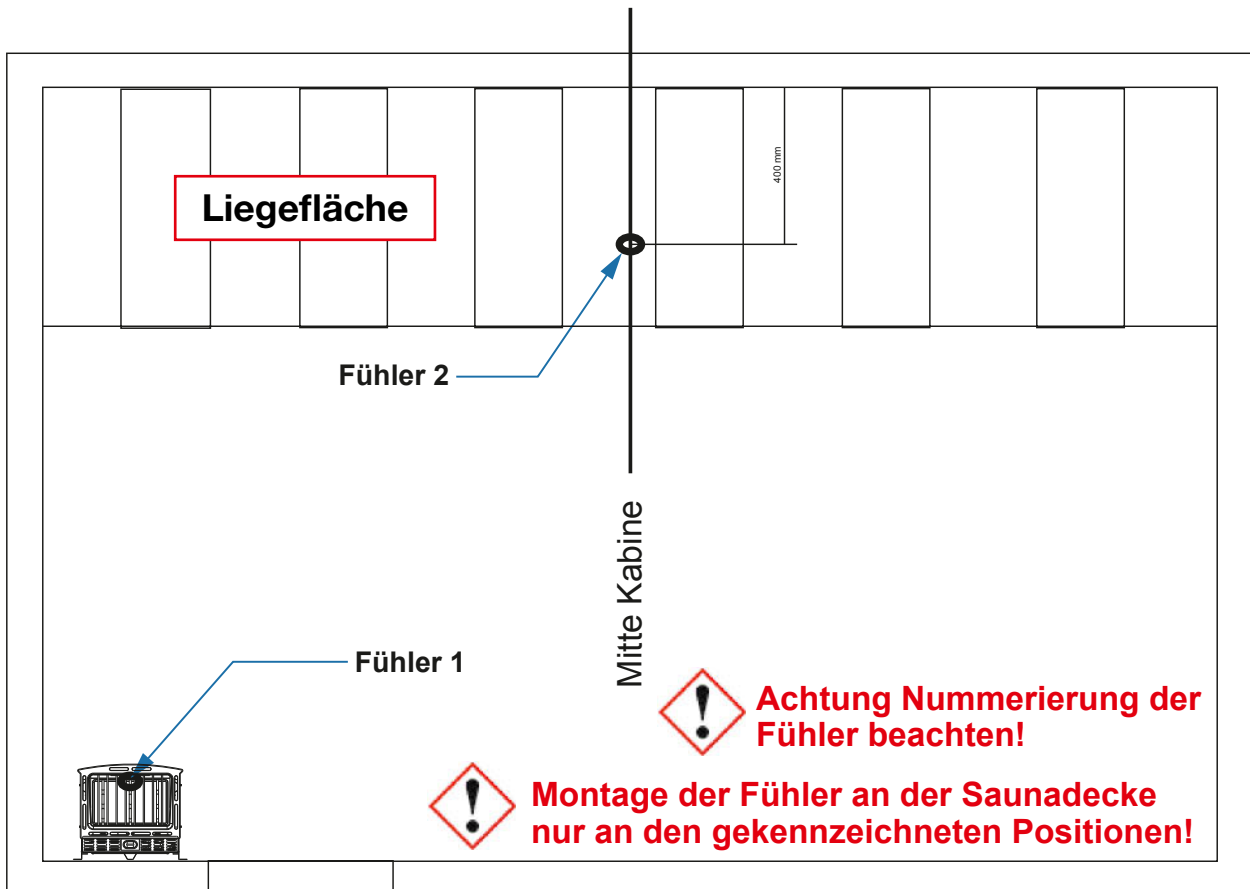 400 mm
Liegefläche
Fühler 2
Mitte Kabine
Fühler 1
Achtung Nummerierung der
Fühler beachten!
Montage der Fühler an der Saunadecke
nur an den gekennzeichneten Positionen!